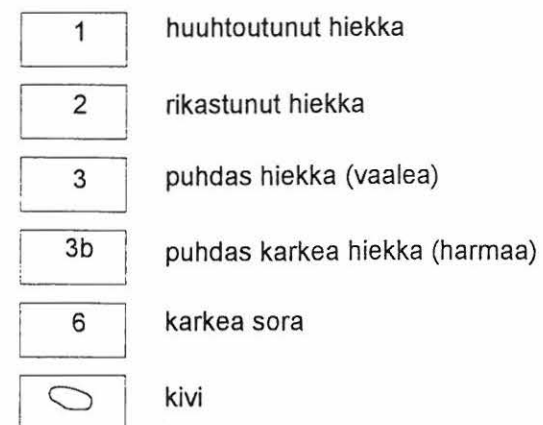 1 huuhtoutunut hiekka
2 rikastunut hiekka
3 puhdas hiekka (vaalea)
3b puhdas karkea hiekka (harmaa)
6 karkea sora
kivi